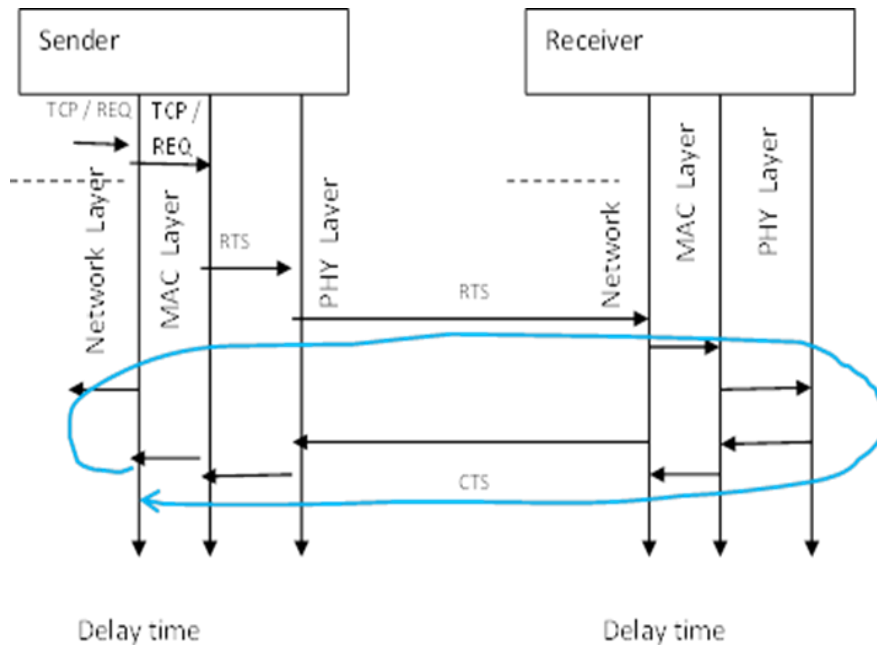 Sender
Receiver
TCP / REQ
TCP /
REQ
Network Layer
MAC Layer
PHY Layer
RTS
RTS
Network
MAC Layer
PHY Layer
CTS
Delay time
Delay time